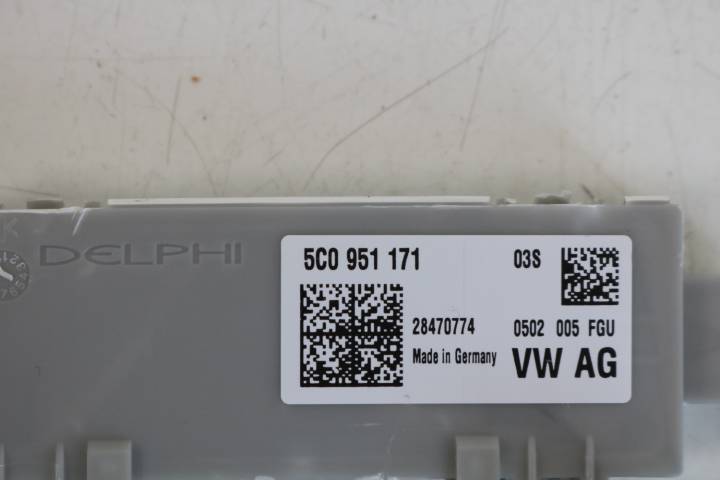 DELPHI
5C0 951 171 03S
28470774 0502 005 FGU
Made in Germany VW AG